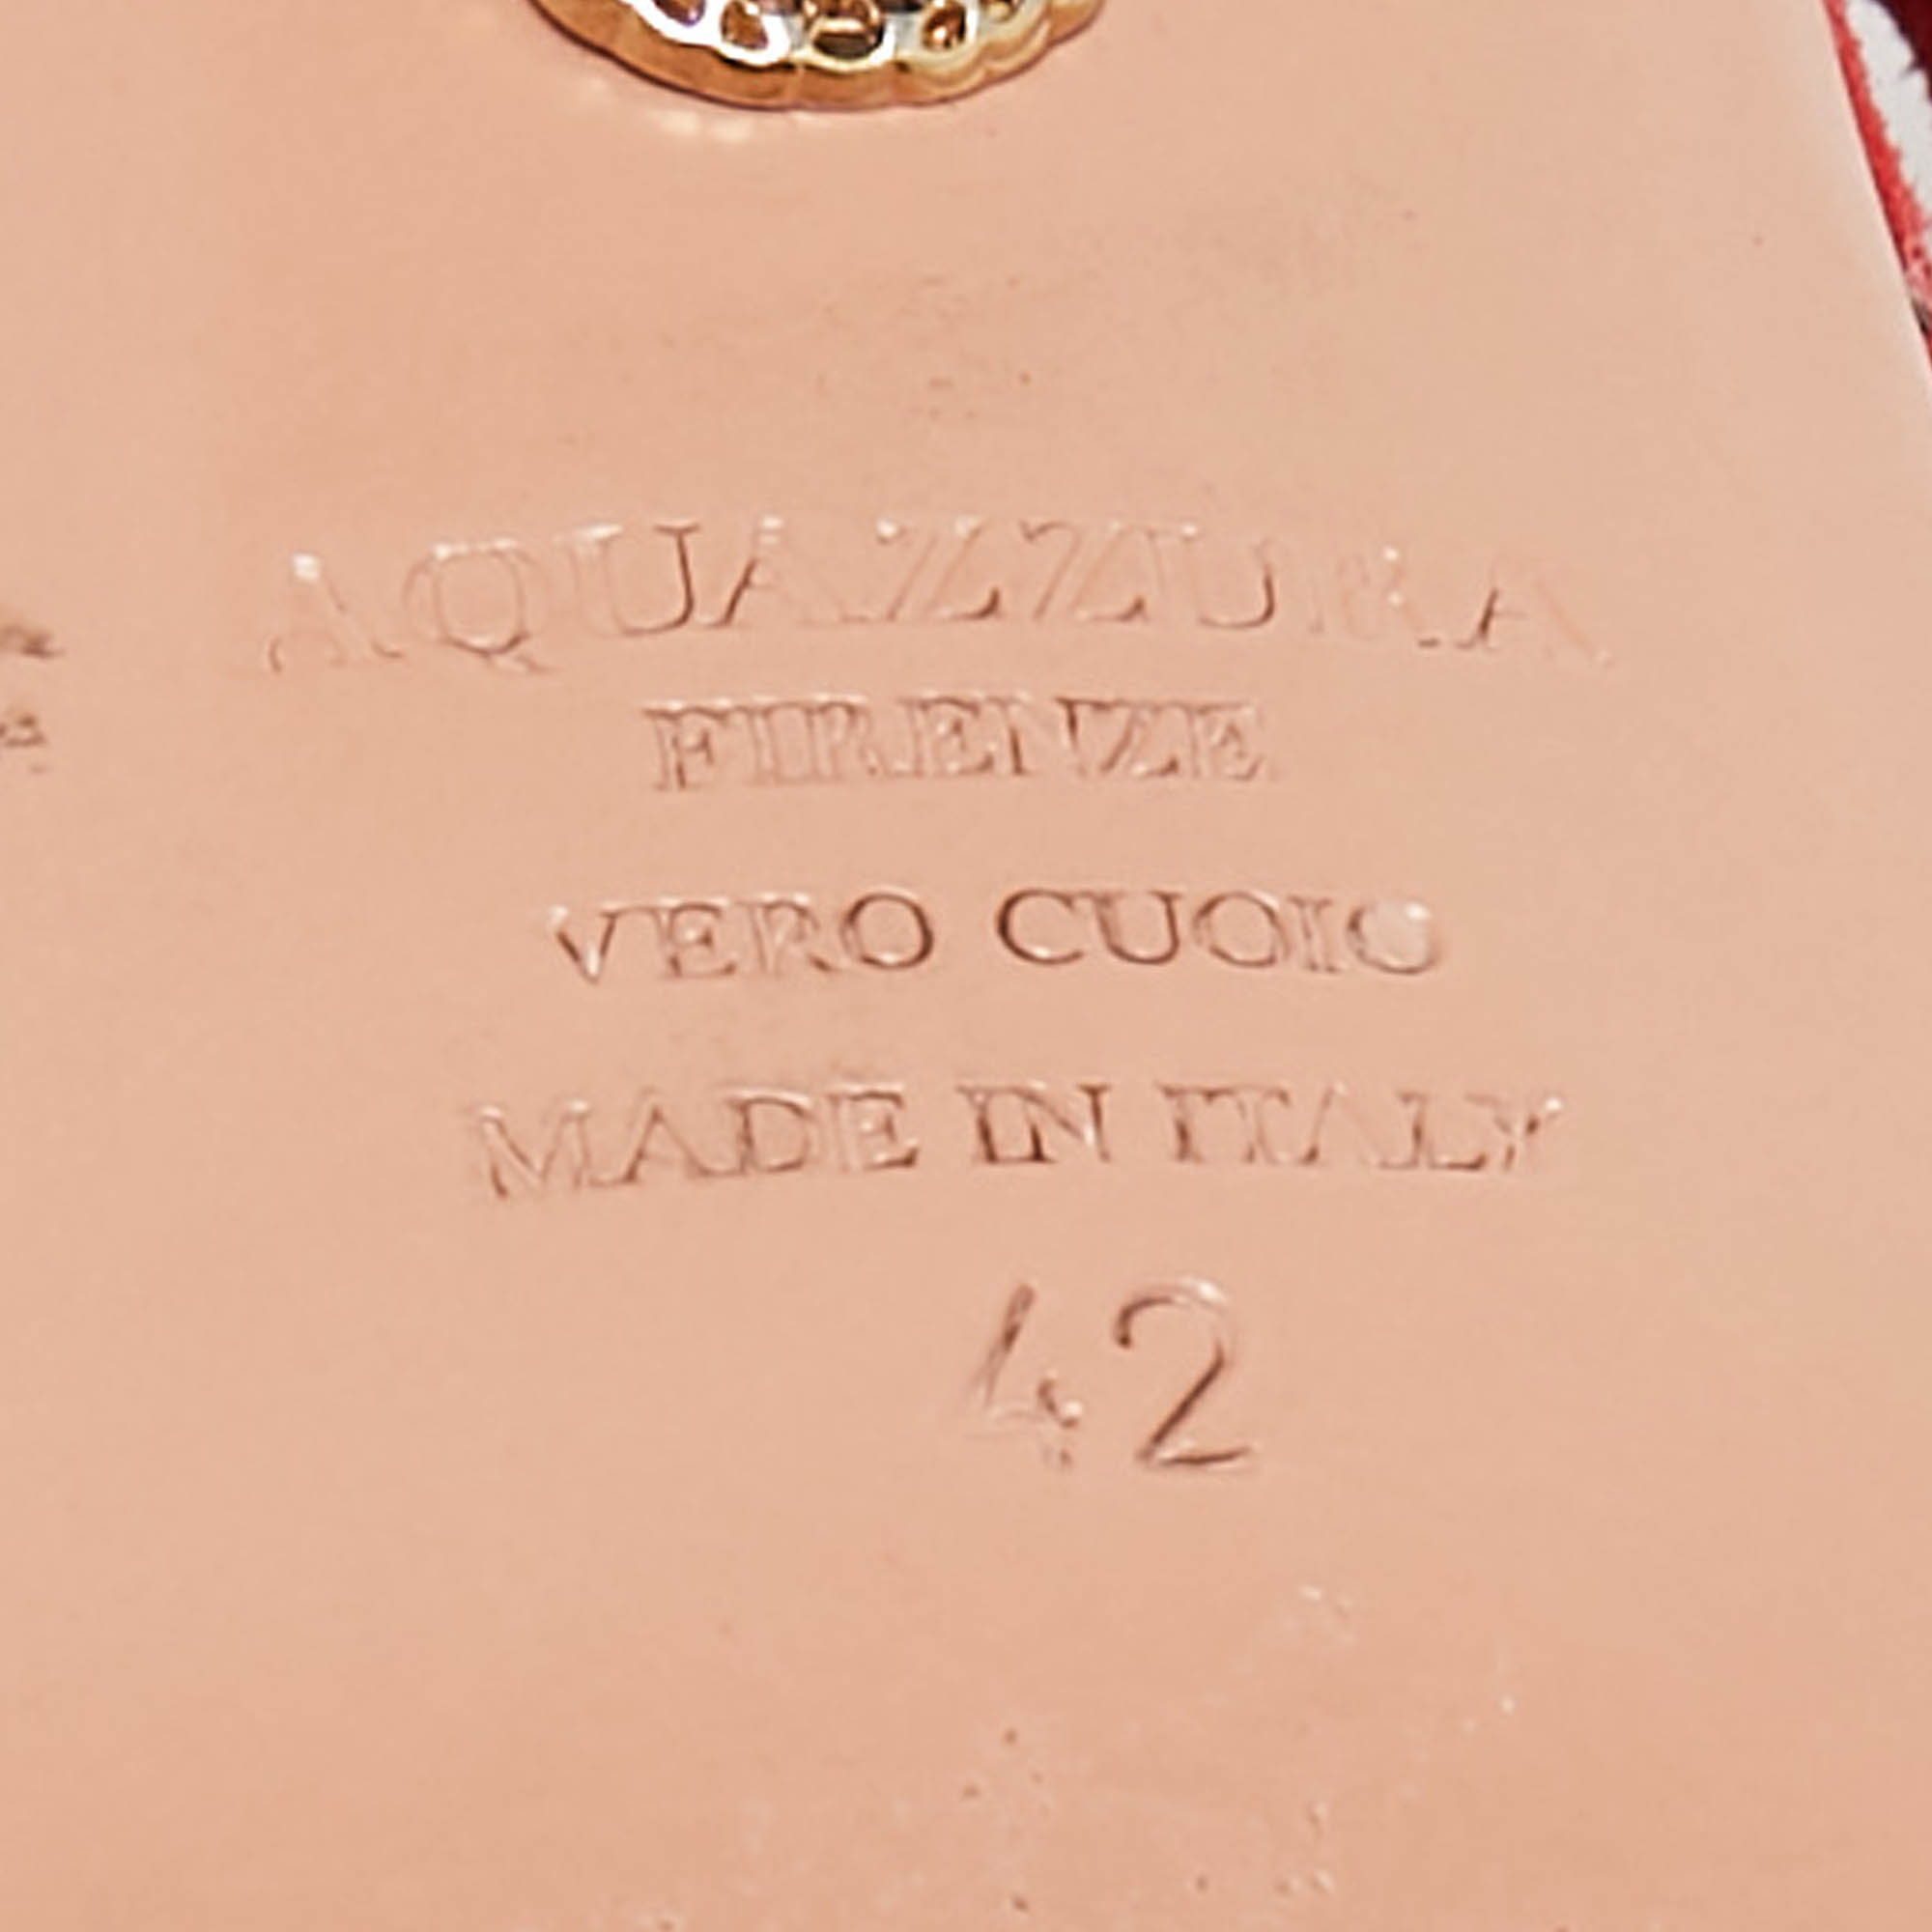 AQUAZZURA
FIRENZE
VERO CUOIO
MADE IN ITALY
42